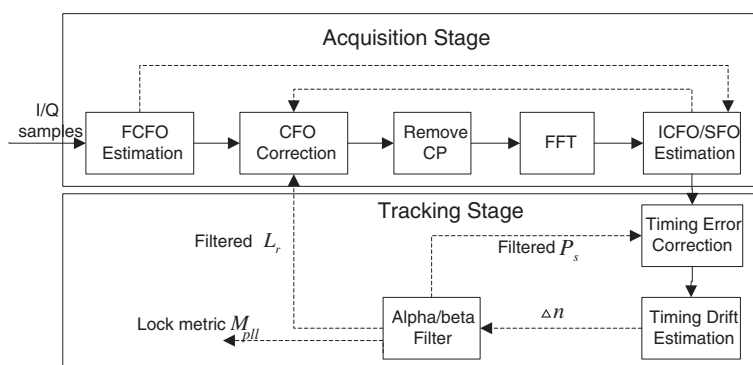 Acquisition Stage
I/Q
samples
FCFO
Estimation
CFO
Correction
Remove
CP
FFT
ICFO/SFO
Estimation
Tracking Stage
Filtered L_r
Filtered P_s
Timing Error
Correction
Lock metric M_pll
Alpha/beta
Filter
△n
Timing Drift
Estimation